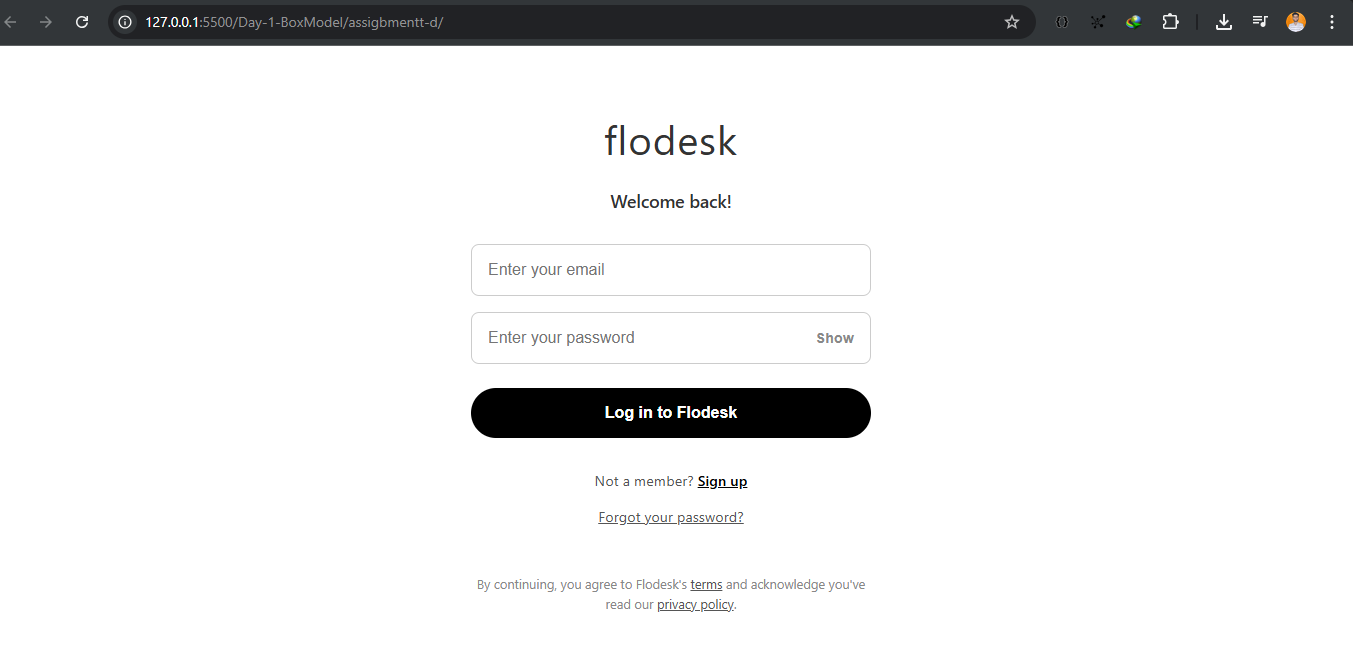 127.0.0.1:5500/Day-1-BoxModel/assigbmentt-d/
flodesk
Welcome back!
Enter your email
Enter your password Show
Log in to Flodesk
Not a member? Sign up
Forgot your password?
By continuing, you agree to Flodesk's terms and acknowledge you've
read our privacy policy.